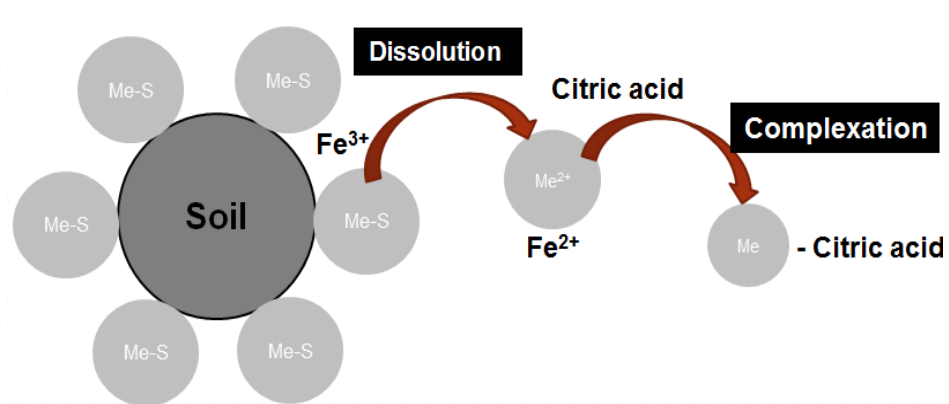 Dissolution
Me-S
Me-S
Citric acid
Complexation
Fe³⁺
Me²⁺
Me-S
Soil
Me-S
Fe²⁺
Me
- Citric acid
Me-S
Me-S